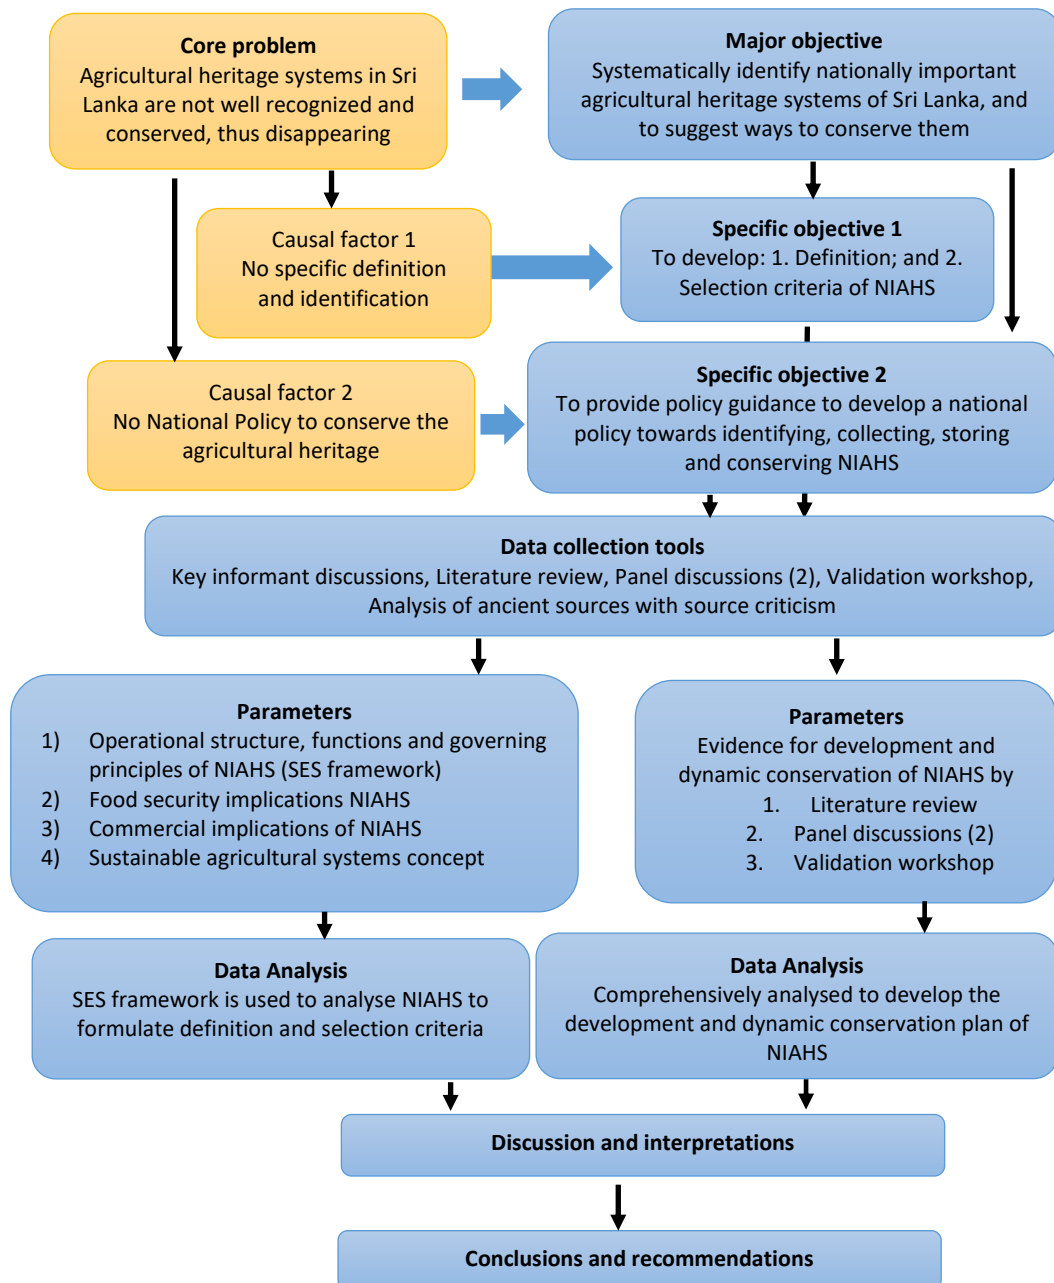 Core problem
Agricultural heritage systems in Sri
Lanka are not well recognized and
conserved, thus disappearing
Major objective
Systematically identify nationally important
agricultural heritage systems of Sri Lanka, and
to suggest ways to conserve them
Causal factor 1
No specific definition
and identification
Specific objective 1
To develop: 1. Definition; and 2.
Selection criteria of NIAHS
Causal factor 2
No National Policy to conserve the
agricultural heritage
Specific objective 2
To provide policy guidance to develop a national
policy towards identifying, collecting, storing
and conserving NIAHS
Data collection tools
Key informant discussions, Literature review, Panel discussions (2), Validation workshop,
Analysis of ancient sources with source criticism
Parameters
1) Operational structure, functions and governing
principles of NIAHS (SES framework)
2) Food security implications NIAHS
3) Commercial implications of NIAHS
4) Sustainable agricultural systems concept
Parameters
Evidence for development and
dynamic conservation of NIAHS by
1. Literature review
2. Panel discussions (2)
3. Validation workshop
Data Analysis
SES framework is used to analyse NIAHS to
formulate definition and selection criteria
Data Analysis
Comprehensively analysed to develop the
development and dynamic conservation plan of
NIAHS
Discussion and interpretations
Conclusions and recommendations